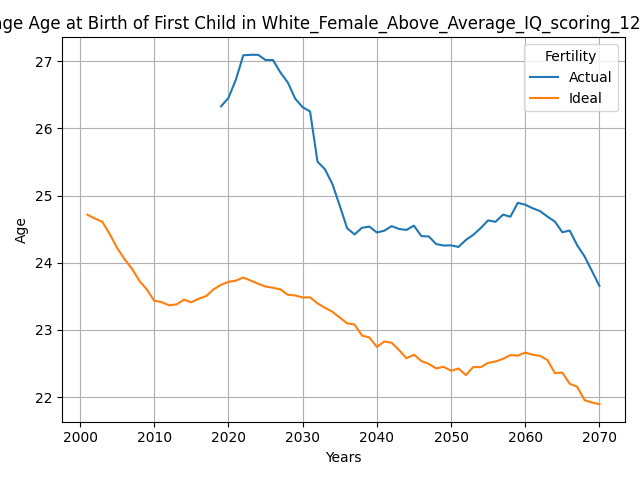 age Age at Birth of First Child in White_Female_Above_Average_IQ_scoring_12
Fertility
Actual
Ideal
27
26
25
24
23
22
Age
2000 2010 2020 2030 2040 2050 2060 2070
Years